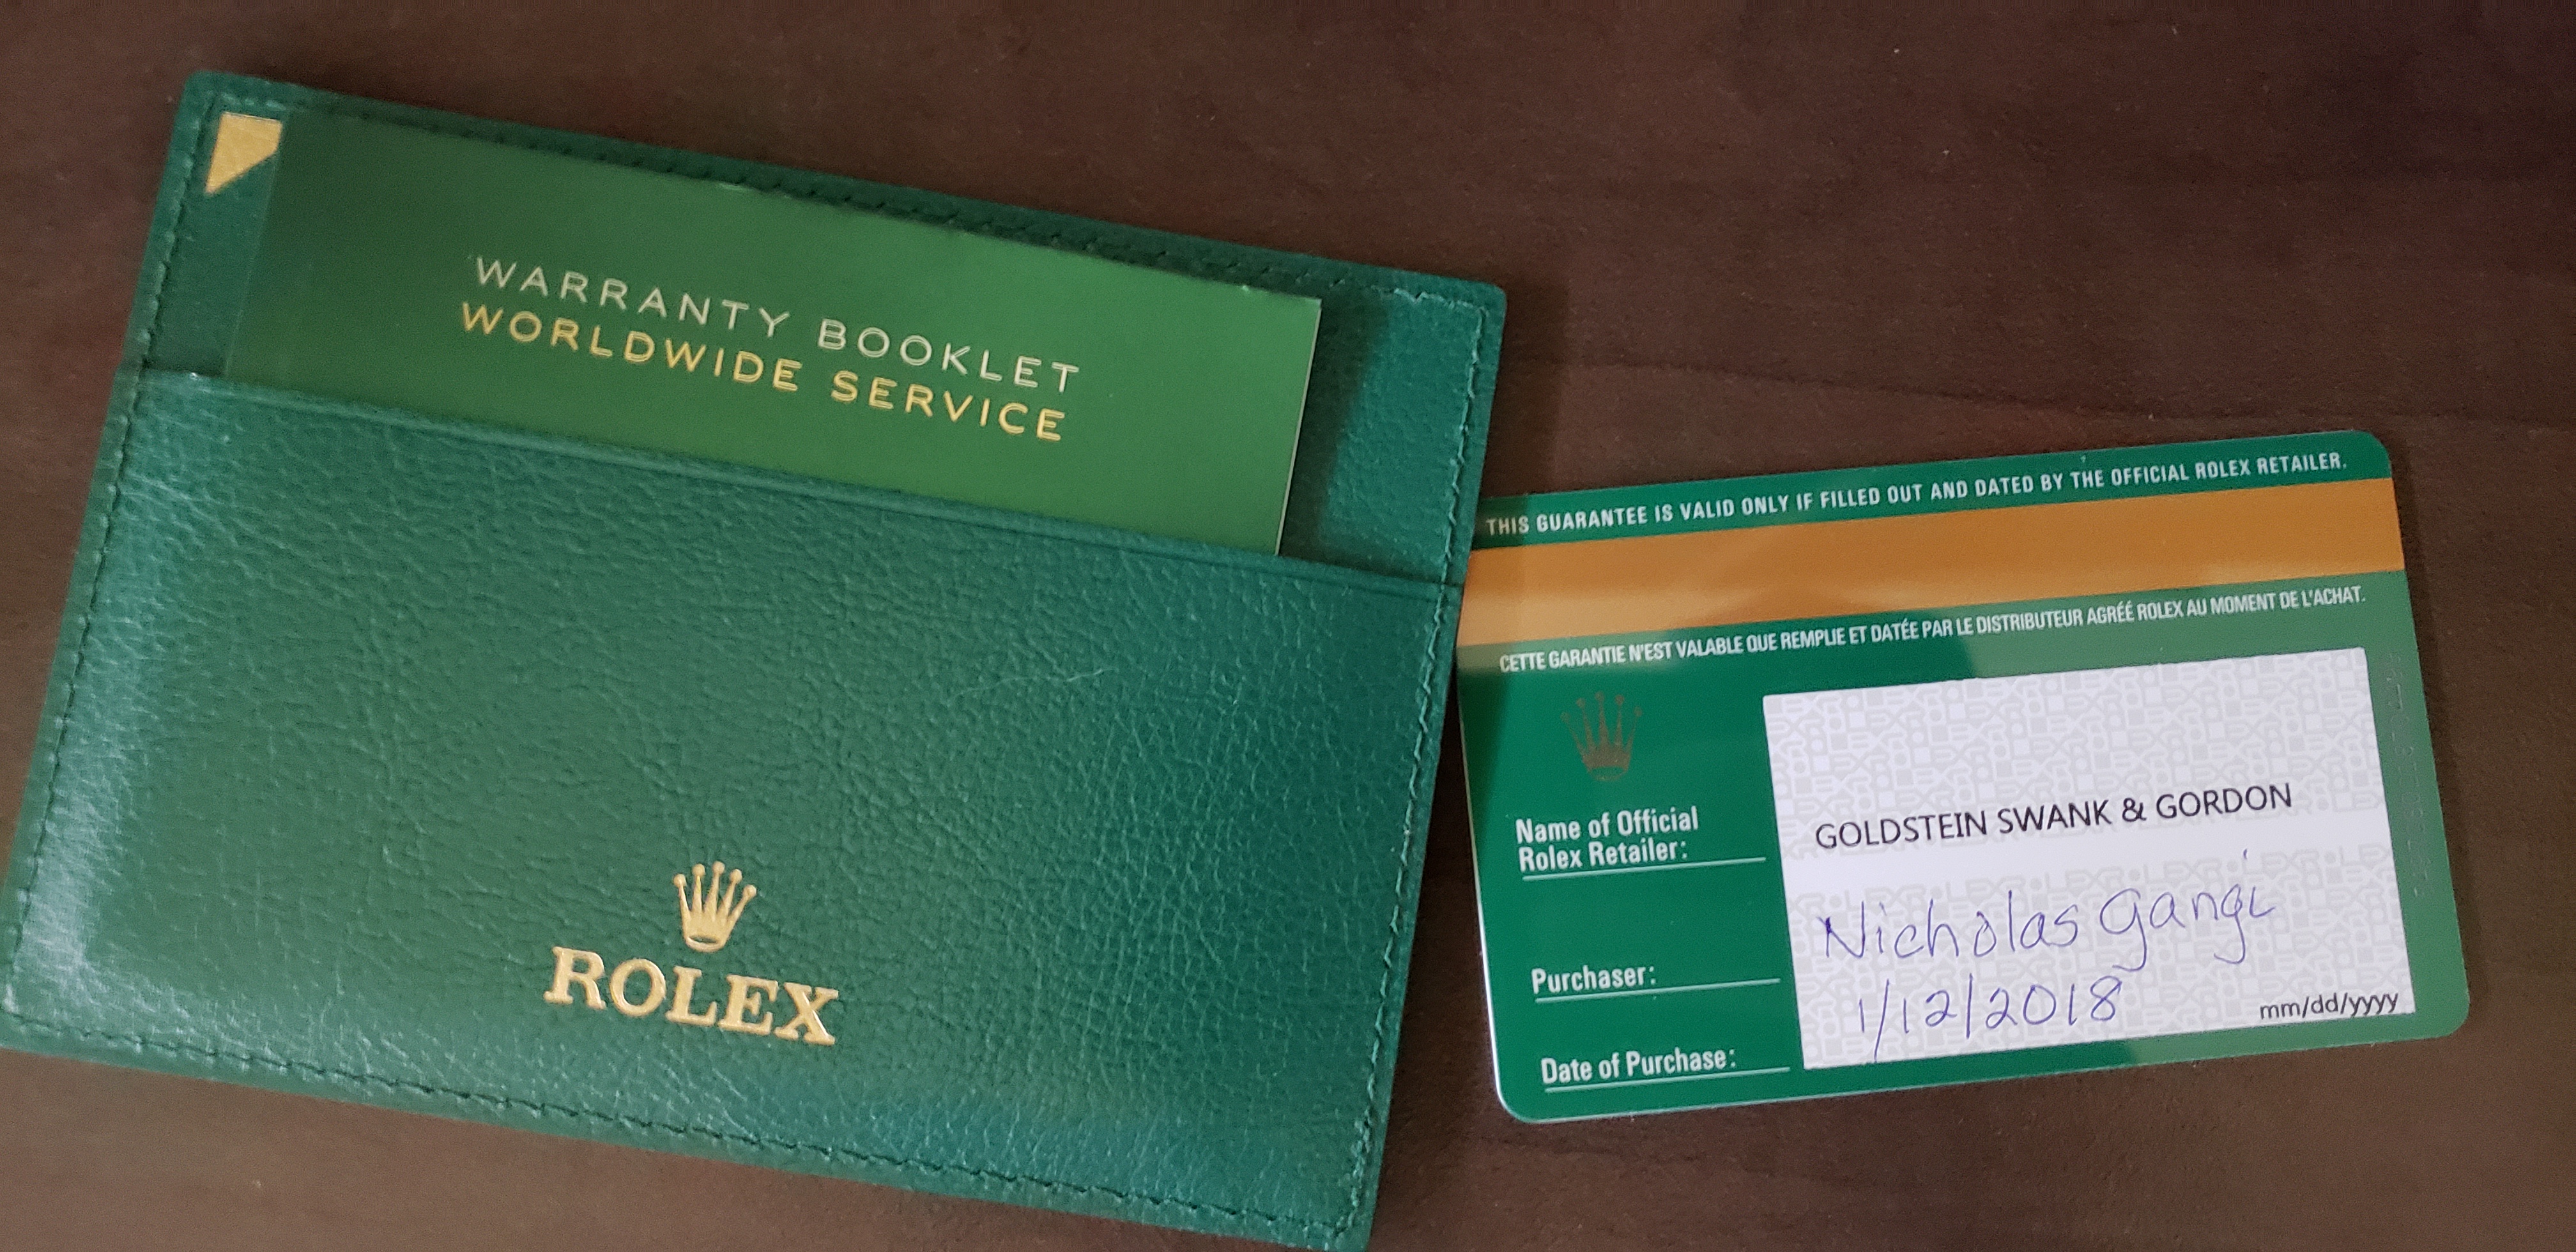 WARRANTY BOOKLET
WORLDWIDE SERVICE
ROLEX
THIS GUARANTEE IS VALID ONLY IF FILLED OUT AND DATED BY THE OFFICIAL ROLEX RETAILER.
CETTE GARANTIE N'EST VALABLE QUE REMPLIE ET DATÉE PAR LE DISTRIBUTEUR AGRÉÉ ROLEX AU MOMENT DE L'ACHAT.
Name of Official
Rolex Retailer:
GOLDSTEIN SWANK & GORDON
Purchaser:
Nicholas Gangi
Date of Purchase:
1/12/2018
mm/dd/yyyy